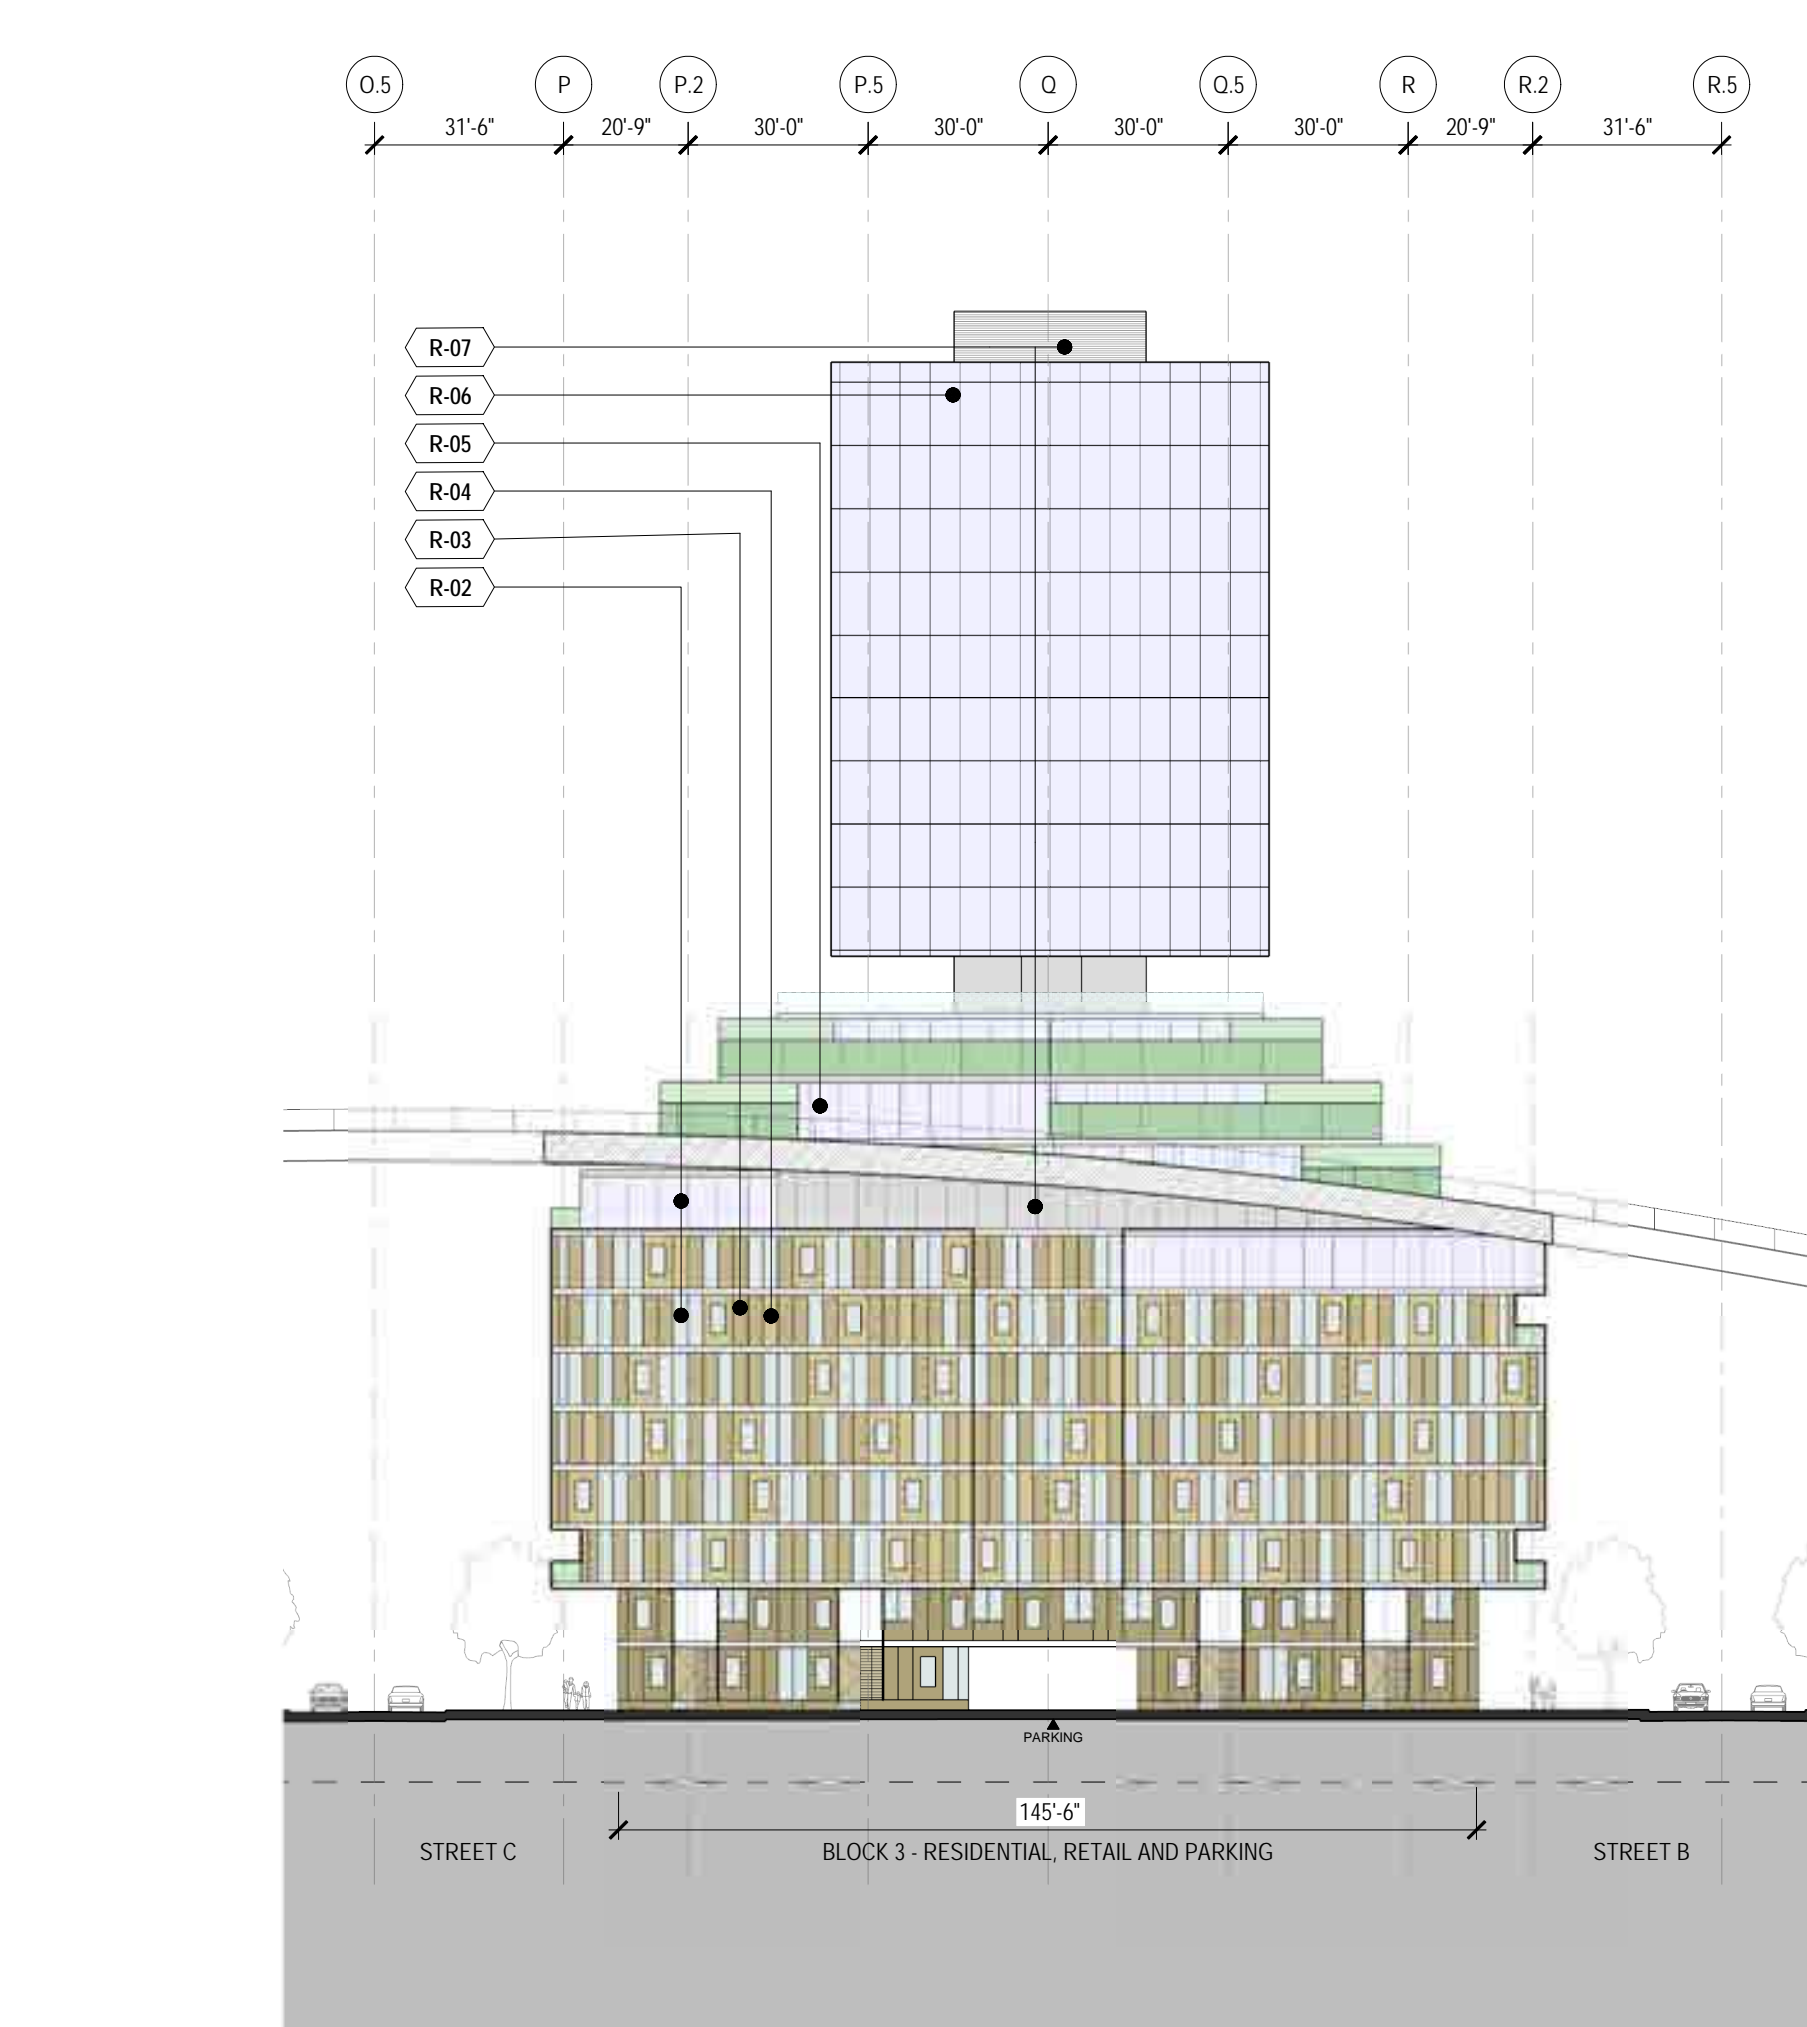 O.5 P P.2 P.5 Q Q.5 R R.2 R.5
31'-6" 20'-9" 30'-0" 30'-0" 30'-0" 30'-0" 20'-9" 31'-6"
R-07
R-06
R-05
R-04
R-03
R-02
PARKING
145'-6"
STREET C BLOCK 3 - RESIDENTIAL, RETAIL AND PARKING STREET B